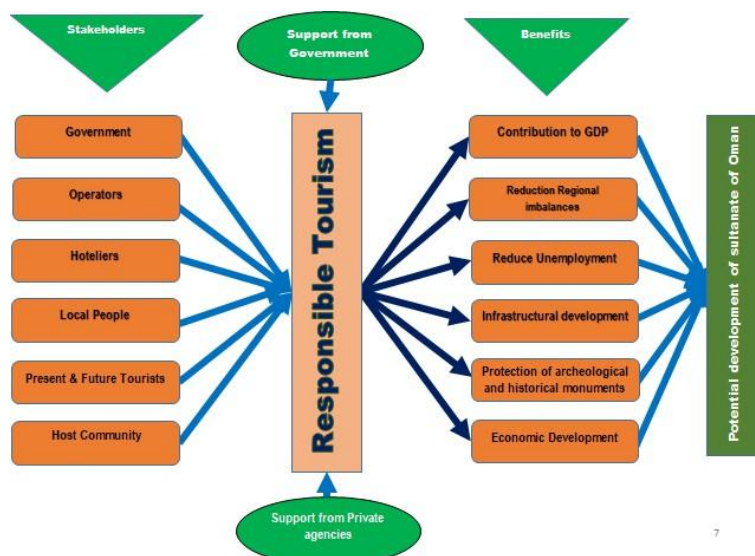 Stakeholders
Support from
Government
Benefits
Government
Operators
Hoteliers
Local People
Present & Future Tourists
Host Community
Responsible Tourism
Contribution to GDP
Reduction Regional
imbalances
Reduce Unemployment
Infrastructural development
Protection of archeological
and historical monuments
Economic Development
Potential development of sultanate of Oman
Support from Private
agencies
7